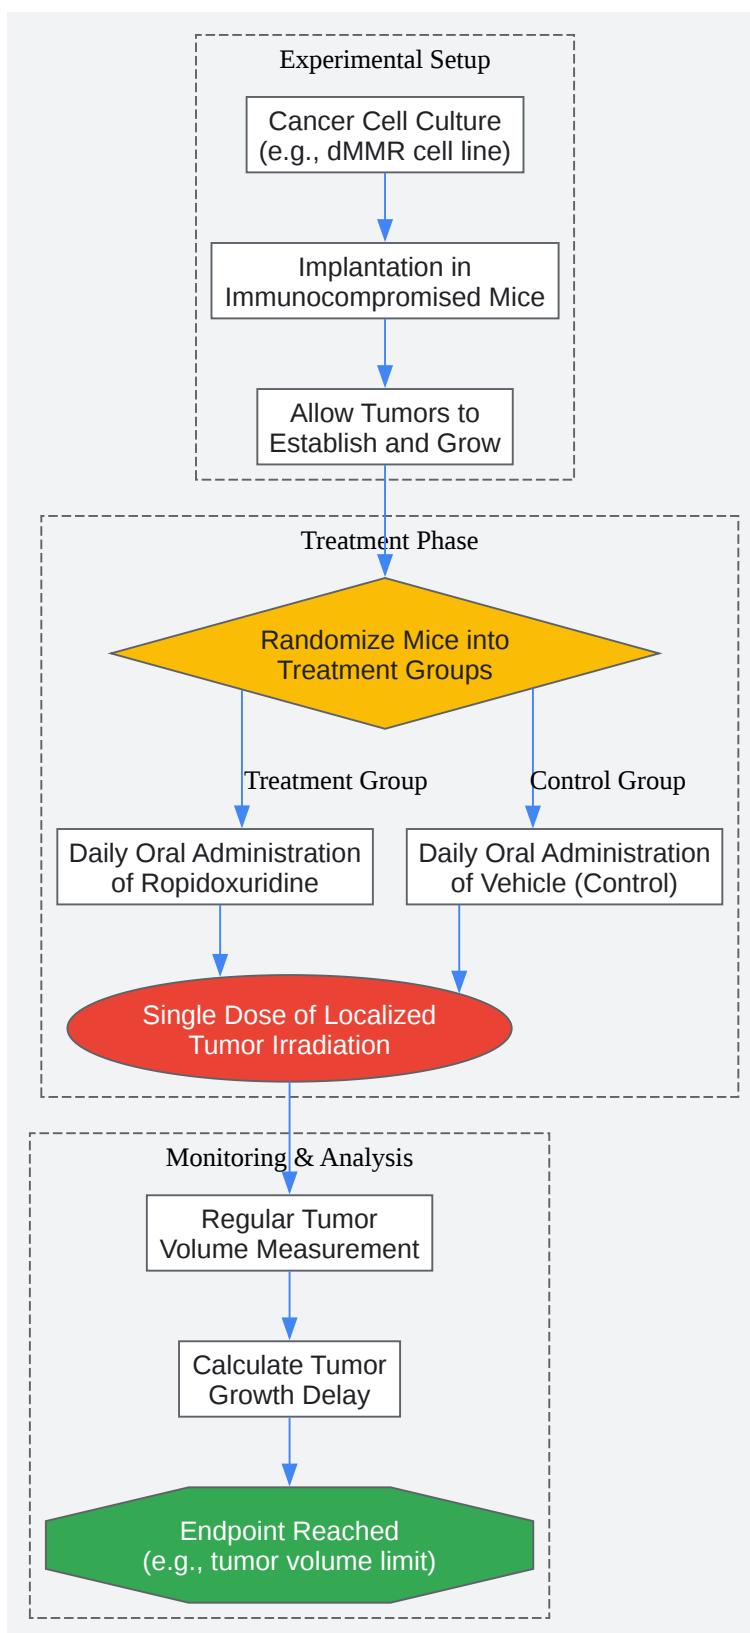 Experimental Setup
Cancer Cell Culture
(e.g., dMMR cell line)
Implantation in
Immunocompromised Mice
Allow Tumors to
Establish and Grow
Treatment Phase
Randomize Mice into
Treatment Groups
Treatment Group
Control Group
Daily Oral Administration
of Ropidoxuridine
Daily Oral Administration
of Vehicle (Control)
Single Dose of Localized
Tumor Irradiation
Monitoring & Analysis
Regular Tumor
Volume Measurement
Calculate Tumor
Growth Delay
Endpoint Reached
(e.g., tumor volume limit)